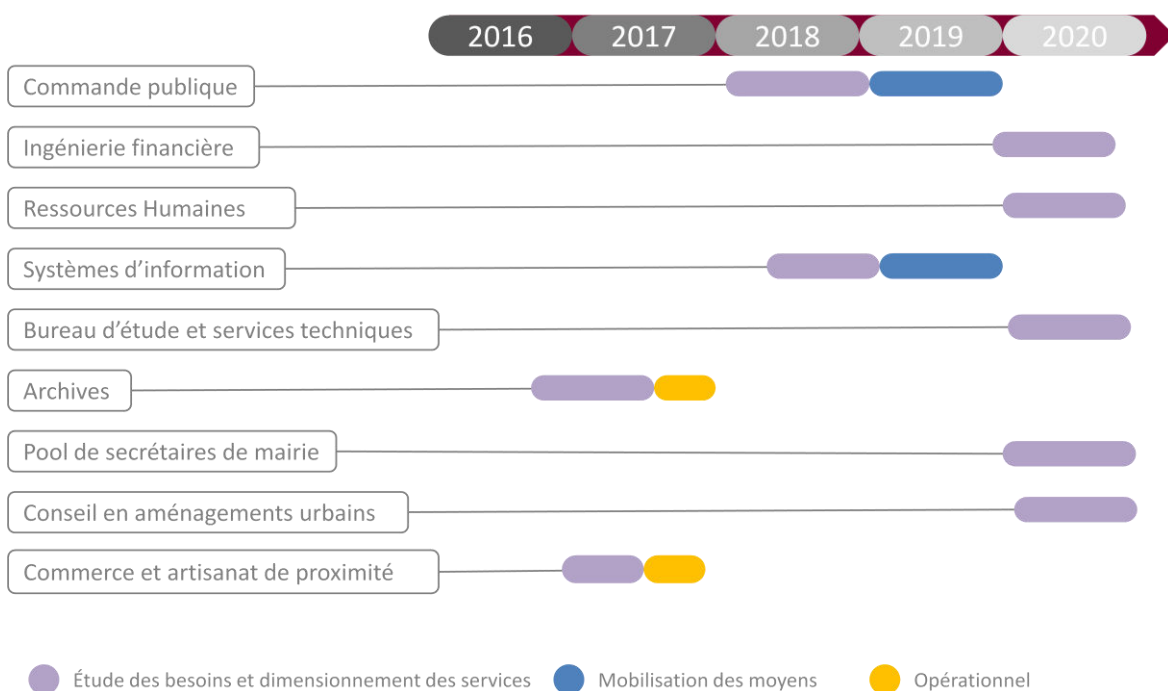 2016 2017 2018 2019 2020
Commande publique
Ingénierie financière
Ressources Humaines
Systèmes d’information
Bureau d’étude et services techniques
Archives
Pool de secrétaires de mairie
Conseil en aménagements urbains
Commerce et artisanat de proximité
Étude des besoins et dimensionnement des services Mobilisation des moyens Opérationnel